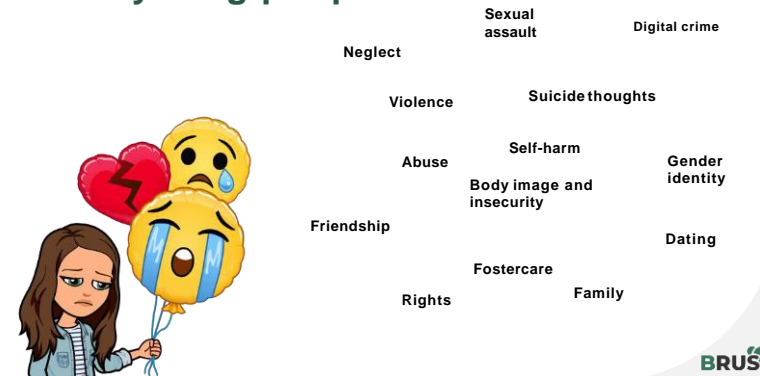 Sexual
assault
Digital crime
Neglect
Suicide thoughts
Violence
Self-harm
Abuse
Gender
identity
Body image and
insecurity
Friendship
Dating
Fostercare
Family
Rights
BRUS